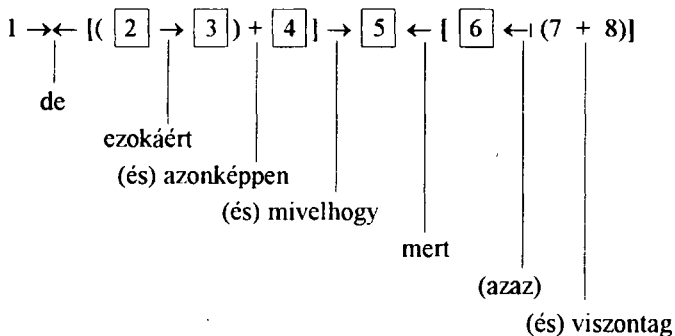 1 →← [( 2 → 3 ) + 4 ] → 5 ← [ 6 ←| (7 + 8)]
de
ezokáért
(és) azonképpen
(és) mivelhogy
mert
(azaz)
(és) viszontag